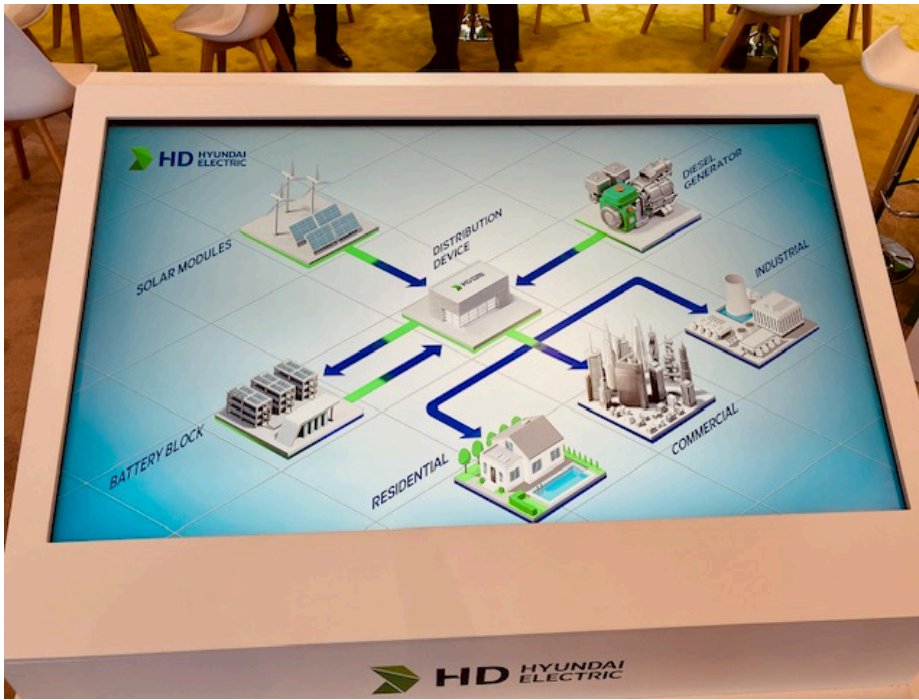 HD HYUNDAI
ELECTRIC
SOLAR MODULES
DISTRIBUTION
DEVICE
DIESEL
GENERATOR
INDUSTRIAL
BATTERY BLOCK
RESIDENTIAL
COMMERCIAL
HD HYUNDAI
ELECTRIC